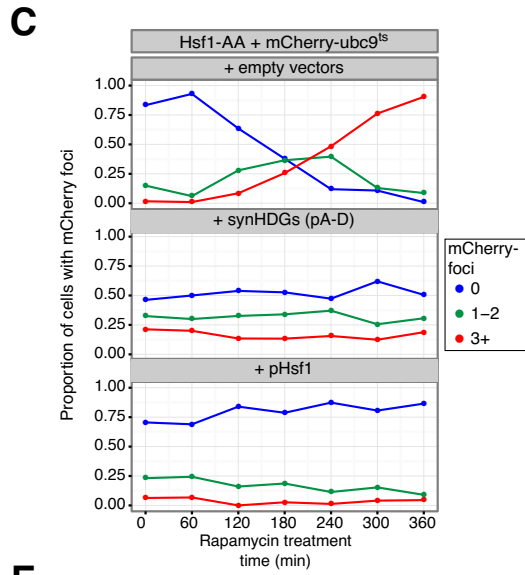 C
Hsf1-AA + mCherry-ubc9ts
+ empty vectors
1.00
0.75
0.50
0.25
0.00
+ synHDGs (pA-D)
1.00
0.75
0.50
0.25
0.00
+ pHsf1
1.00
0.75
0.50
0.25
0.00
Proportion of cells with mCherry foci
0 60 120 180 240 300 360
Rapamycin treatment
time (min)
mCherry-
foci
0
1−2
3+